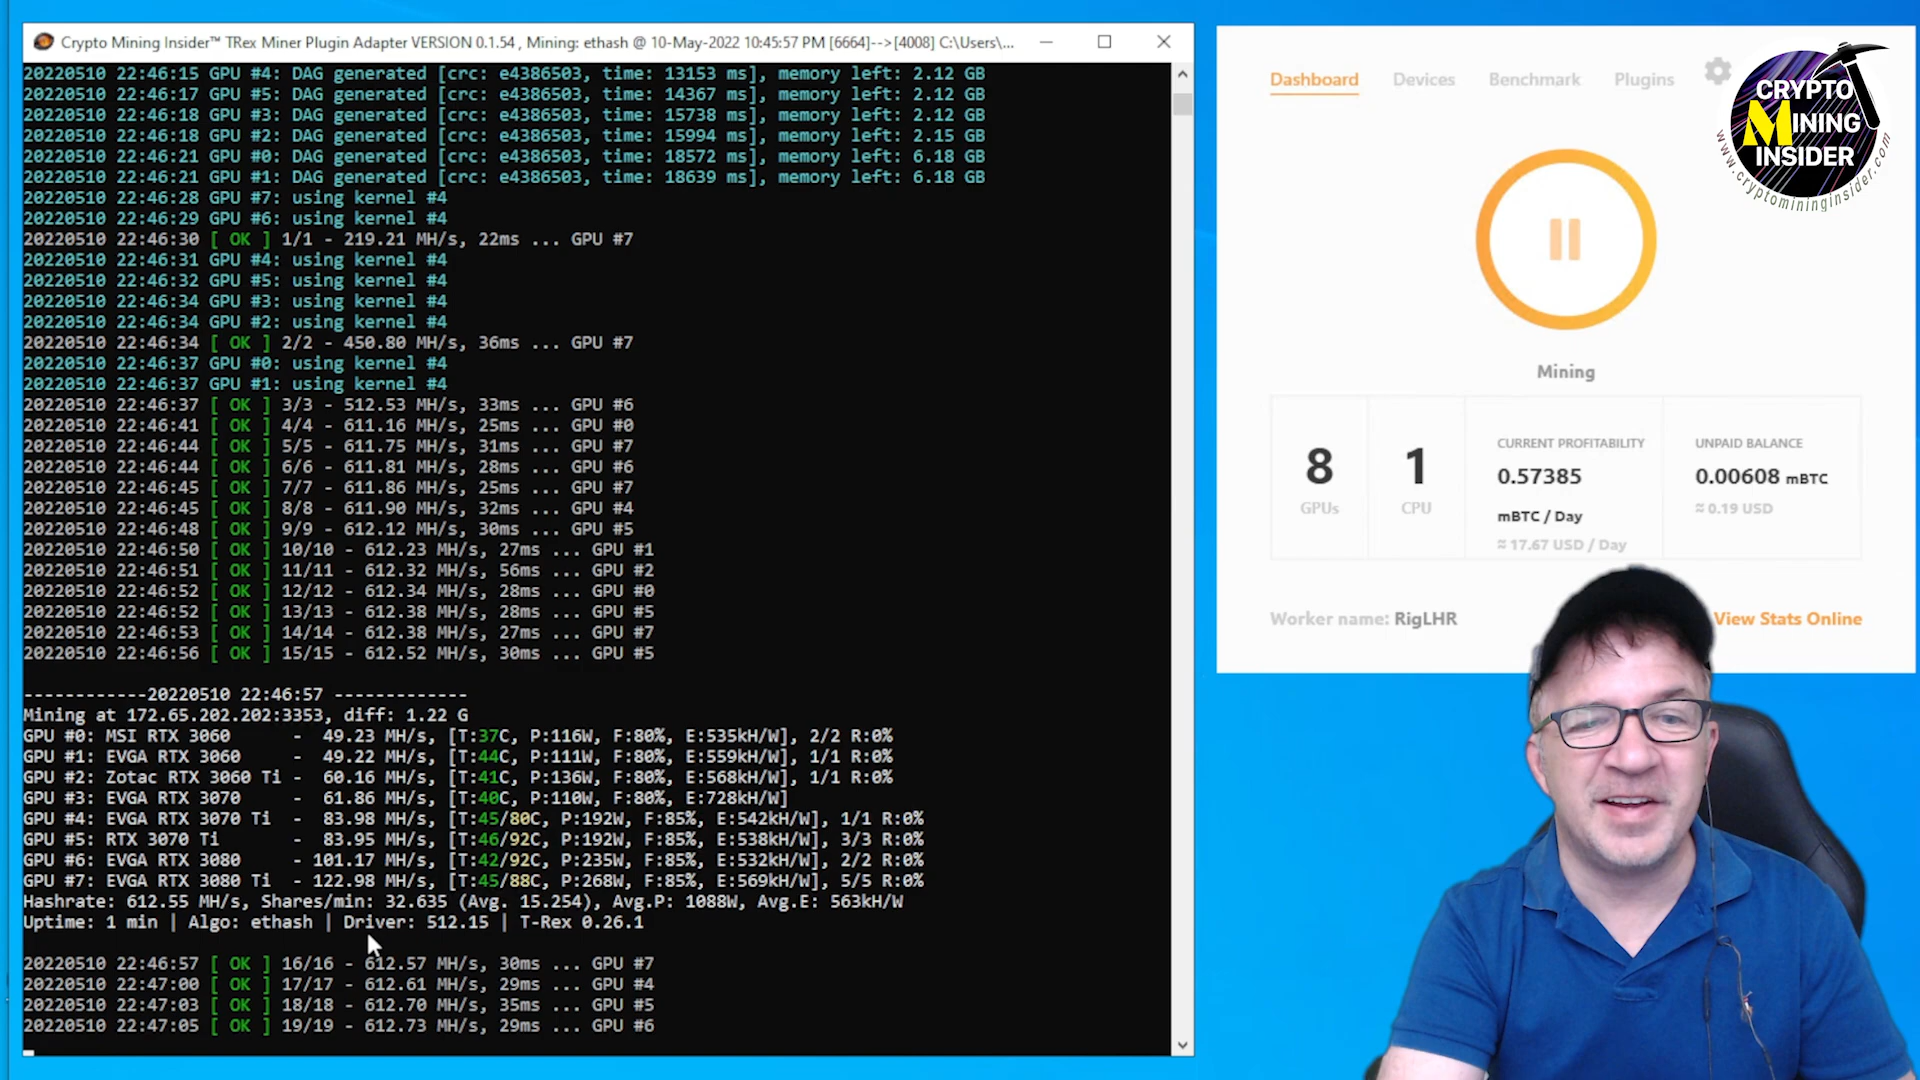 Crypto Mining Insider™ TRex Miner Plugin Adapter VERSION 0.1.54 , Mining: ethash @ 10-May-2022 10:45:57 PM [6664]-->[4008] C:\Users\...
20220510 22:46:15 GPU #4: DAG generated [crc: e4386503, time: 13153 ms], memory left: 2.12 GB
20220510 22:46:17 GPU #5: DAG generated [crc: e4386503, time: 14367 ms], memory left: 2.12 GB
20220510 22:46:18 GPU #3: DAG generated [crc: e4386503, time: 15738 ms], memory left: 2.12 GB
20220510 22:46:18 GPU #2: DAG generated [crc: e4386503, time: 15994 ms], memory left: 2.15 GB
20220510 22:46:21 GPU #0: DAG generated [crc: e4386503, time: 18572 ms], memory left: 6.18 GB
20220510 22:46:21 GPU #1: DAG generated [crc: e4386503, time: 18639 ms], memory left: 6.18 GB
20220510 22:46:28 GPU #7: using kernel #4
20220510 22:46:29 GPU #6: using kernel #4
20220510 22:46:30 [ OK ] 1/1 - 219.21 MH/s, 22ms ... GPU #7
20220510 22:46:31 GPU #4: using kernel #4
20220510 22:46:32 GPU #5: using kernel #4
20220510 22:46:34 GPU #3: using kernel #4
20220510 22:46:34 GPU #2: using kernel #4
20220510 22:46:34 [ OK ] 2/2 - 450.80 MH/s, 36ms ... GPU #7
20220510 22:46:37 GPU #0: using kernel #4
20220510 22:46:37 GPU #1: using kernel #4
20220510 22:46:37 [ OK ] 3/3 - 512.53 MH/s, 33ms ... GPU #6
20220510 22:46:41 [ OK ] 4/4 - 611.16 MH/s, 25ms ... GPU #0
20220510 22:46:44 [ OK ] 5/5 - 611.75 MH/s, 31ms ... GPU #7
20220510 22:46:44 [ OK ] 6/6 - 611.81 MH/s, 28ms ... GPU #6
20220510 22:46:45 [ OK ] 7/7 - 611.86 MH/s, 25ms ... GPU #7
20220510 22:46:45 [ OK ] 8/8 - 611.90 MH/s, 32ms ... GPU #4
20220510 22:46:48 [ OK ] 9/9 - 612.12 MH/s, 30ms ... GPU #5
20220510 22:46:50 [ OK ] 10/10 - 612.23 MH/s, 27ms ... GPU #1
20220510 22:46:51 [ OK ] 11/11 - 612.32 MH/s, 56ms ... GPU #2
20220510 22:46:52 [ OK ] 12/12 - 612.34 MH/s, 28ms ... GPU #0
20220510 22:46:52 [ OK ] 13/13 - 612.38 MH/s, 28ms ... GPU #5
20220510 22:46:53 [ OK ] 14/14 - 612.38 MH/s, 27ms ... GPU #7
20220510 22:46:56 [ OK ] 15/15 - 612.52 MH/s, 30ms ... GPU #5
------------20220510 22:46:57 -------------
Mining at 172.65.202.202:3353, diff: 1.22 G
GPU #0: MSI RTX 3060 - 49.23 MH/s, [T:37C, P:116W, F:80%, E:535kH/W], 2/2 R:0%
GPU #1: EVGA RTX 3060 - 49.22 MH/s, [T:44C, P:111W, F:80%, E:559kH/W], 1/1 R:0%
GPU #2: Zotac RTX 3060 Ti - 60.16 MH/s, [T:41C, P:136W, F:80%, E:568kH/W], 1/1 R:0%
GPU #3: EVGA RTX 3070 - 61.86 MH/s, [T:40C, P:110W, F:80%, E:728kH/W]
GPU #4: EVGA RTX 3070 Ti - 83.98 MH/s, [T:45/80C, P:192W, F:85%, E:542kH/W], 1/1 R:0%
GPU #5: RTX 3070 Ti - 83.95 MH/s, [T:46/92C, P:192W, F:85%, E:538kH/W], 3/3 R:0%
GPU #6: EVGA RTX 3080 - 101.17 MH/s, [T:42/92C, P:235W, F:85%, E:532kH/W], 2/2 R:0%
GPU #7: EVGA RTX 3080 Ti - 122.98 MH/s, [T:45/88C, P:268W, F:85%, E:569kH/W], 5/5 R:0%
Hashrate: 612.55 MH/s, Shares/min: 32.635 (Avg. 15.254), Avg.P: 1088W, Avg.E: 563kH/W
Uptime: 1 min | Algo: ethash | Driver: 512.15 | T-Rex 0.26.1
20220510 22:46:57 [ OK ] 16/16 - 612.57 MH/s, 30ms ... GPU #7
20220510 22:47:00 [ OK ] 17/17 - 612.61 MH/s, 29ms ... GPU #4
20220510 22:47:03 [ OK ] 18/18 - 612.70 MH/s, 35ms ... GPU #5
20220510 22:47:05 [ OK ] 19/19 - 612.73 MH/s, 29ms ... GPU #6
Dashboard Devices Benchmark Plugins
CRYPTO
MINING
INSIDER
www.cryptomininginsider.com
Mining
8
GPUs
1
CPU
CURRENT PROFITABILITY
0.57385
mBTC / Day
≈ 17.67 USD / Day
UNPAID BALANCE
0.00608 mBTC
≈ 0.19 USD
Worker name: RigLHR
View Stats Online